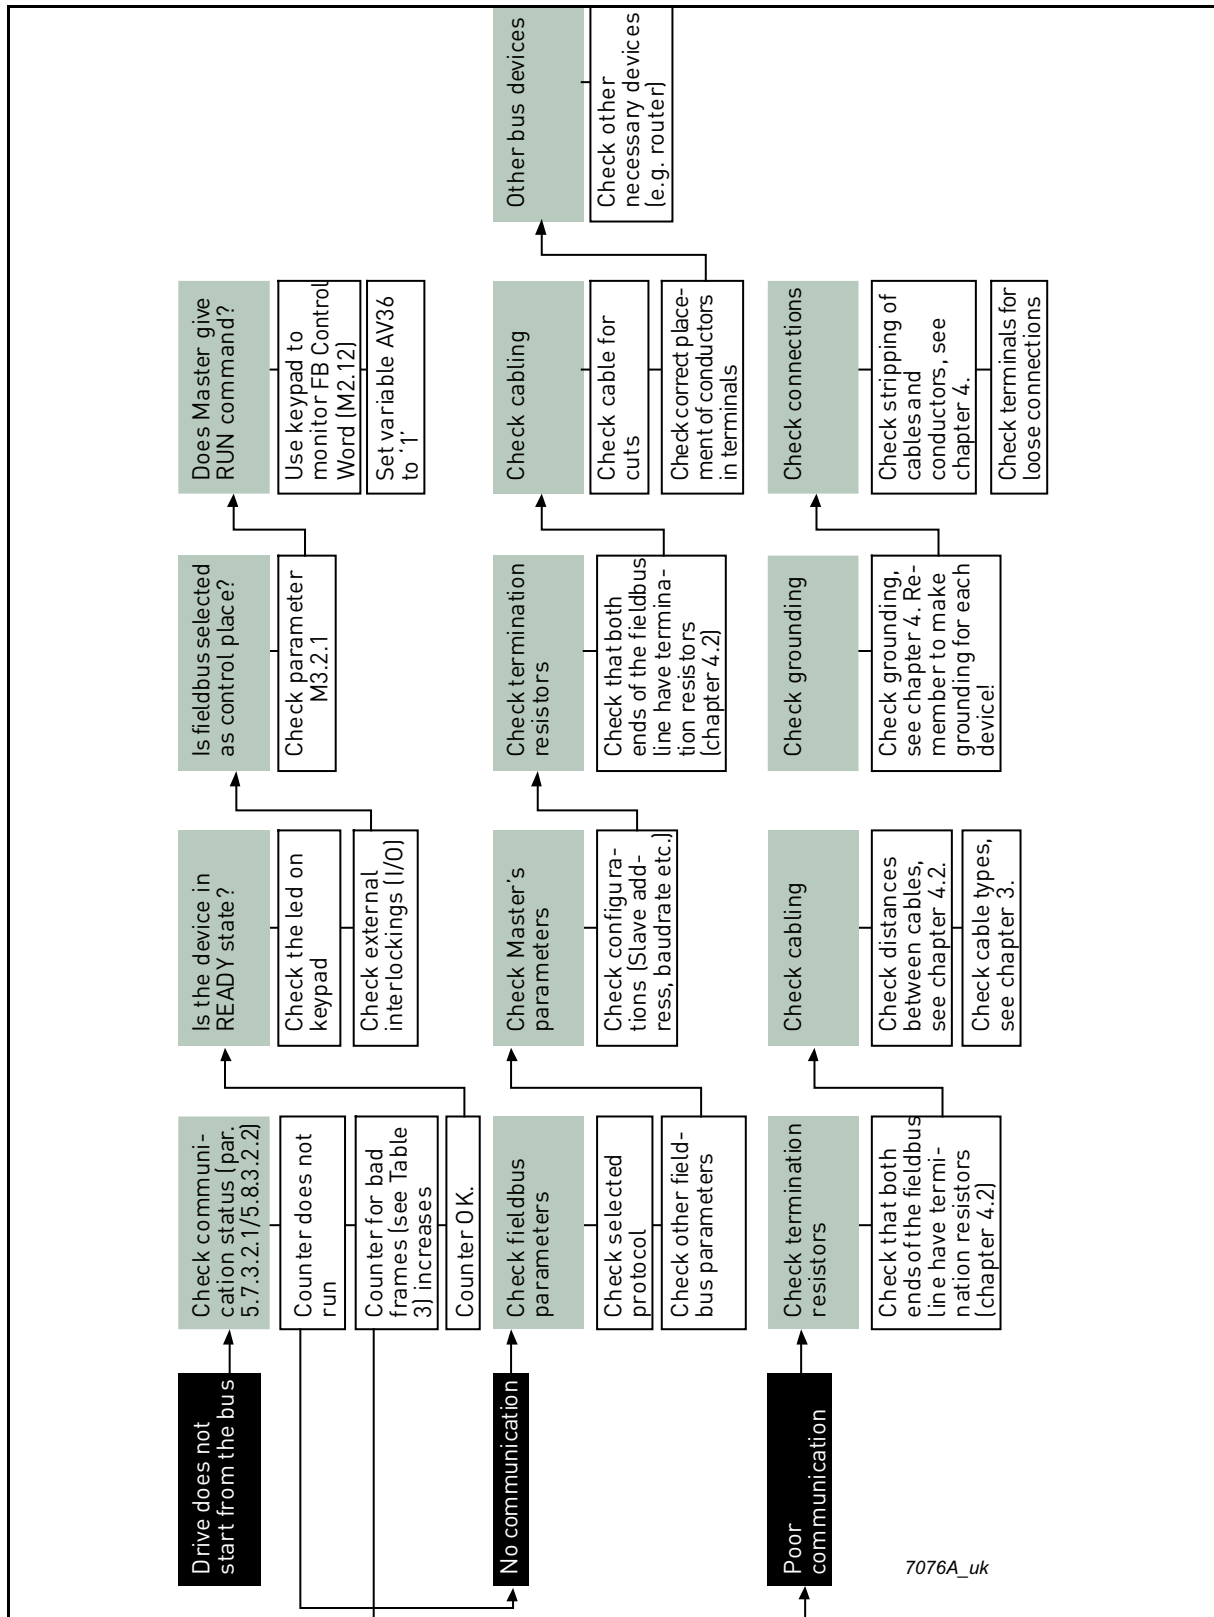 Drive does not
start from the bus
Check communi-
cation status (par.
5.7.3.2.1/5.8.3.2.2)
Counter does not
run
Counter for bad
frames (see Table
3) increases
Counter OK.
Is the device in
READY state?
Check the led on
keypad
Check external
interlockings (I/O)
Is fieldbus selected
as control place?
Check parameter
M3.2.1
Does Master give
RUN command?
Use keypad to
monitor FB Control
Word (M2.12)
Set variable AV36
to ‘1’
No communication
Check fieldbus
parameters
Check selected
protocol
Check other field-
bus parameters
Check Master's
parameters
Check configura-
tions (Slave add-
ress, baudrate etc.)
Check termination
resistors
Check that both
ends of the fieldbus
line have termina-
tion resistors
(chapter 4.2)
Check cabling
Check cable for
cuts
Check correct place-
ment of conductors
in terminals
Other bus devices
Check other
necessary devices
(e.g. router)
Poor
communication
Check termination
resistors
Check that both
ends of the fieldbus
line have termi-
nation resistors
(chapter 4.2)
Check cabling
Check distances
between cables,
see chapter 4.2.
Check cable types,
see chapter 3.
Check grounding
Check grounding,
see chapter 4. Re-
member to make
grounding for each
device!
Check connections
Check stripping of
cables and
conductors, see
chapter 4.
Check terminals for
loose connections
7076A_uk